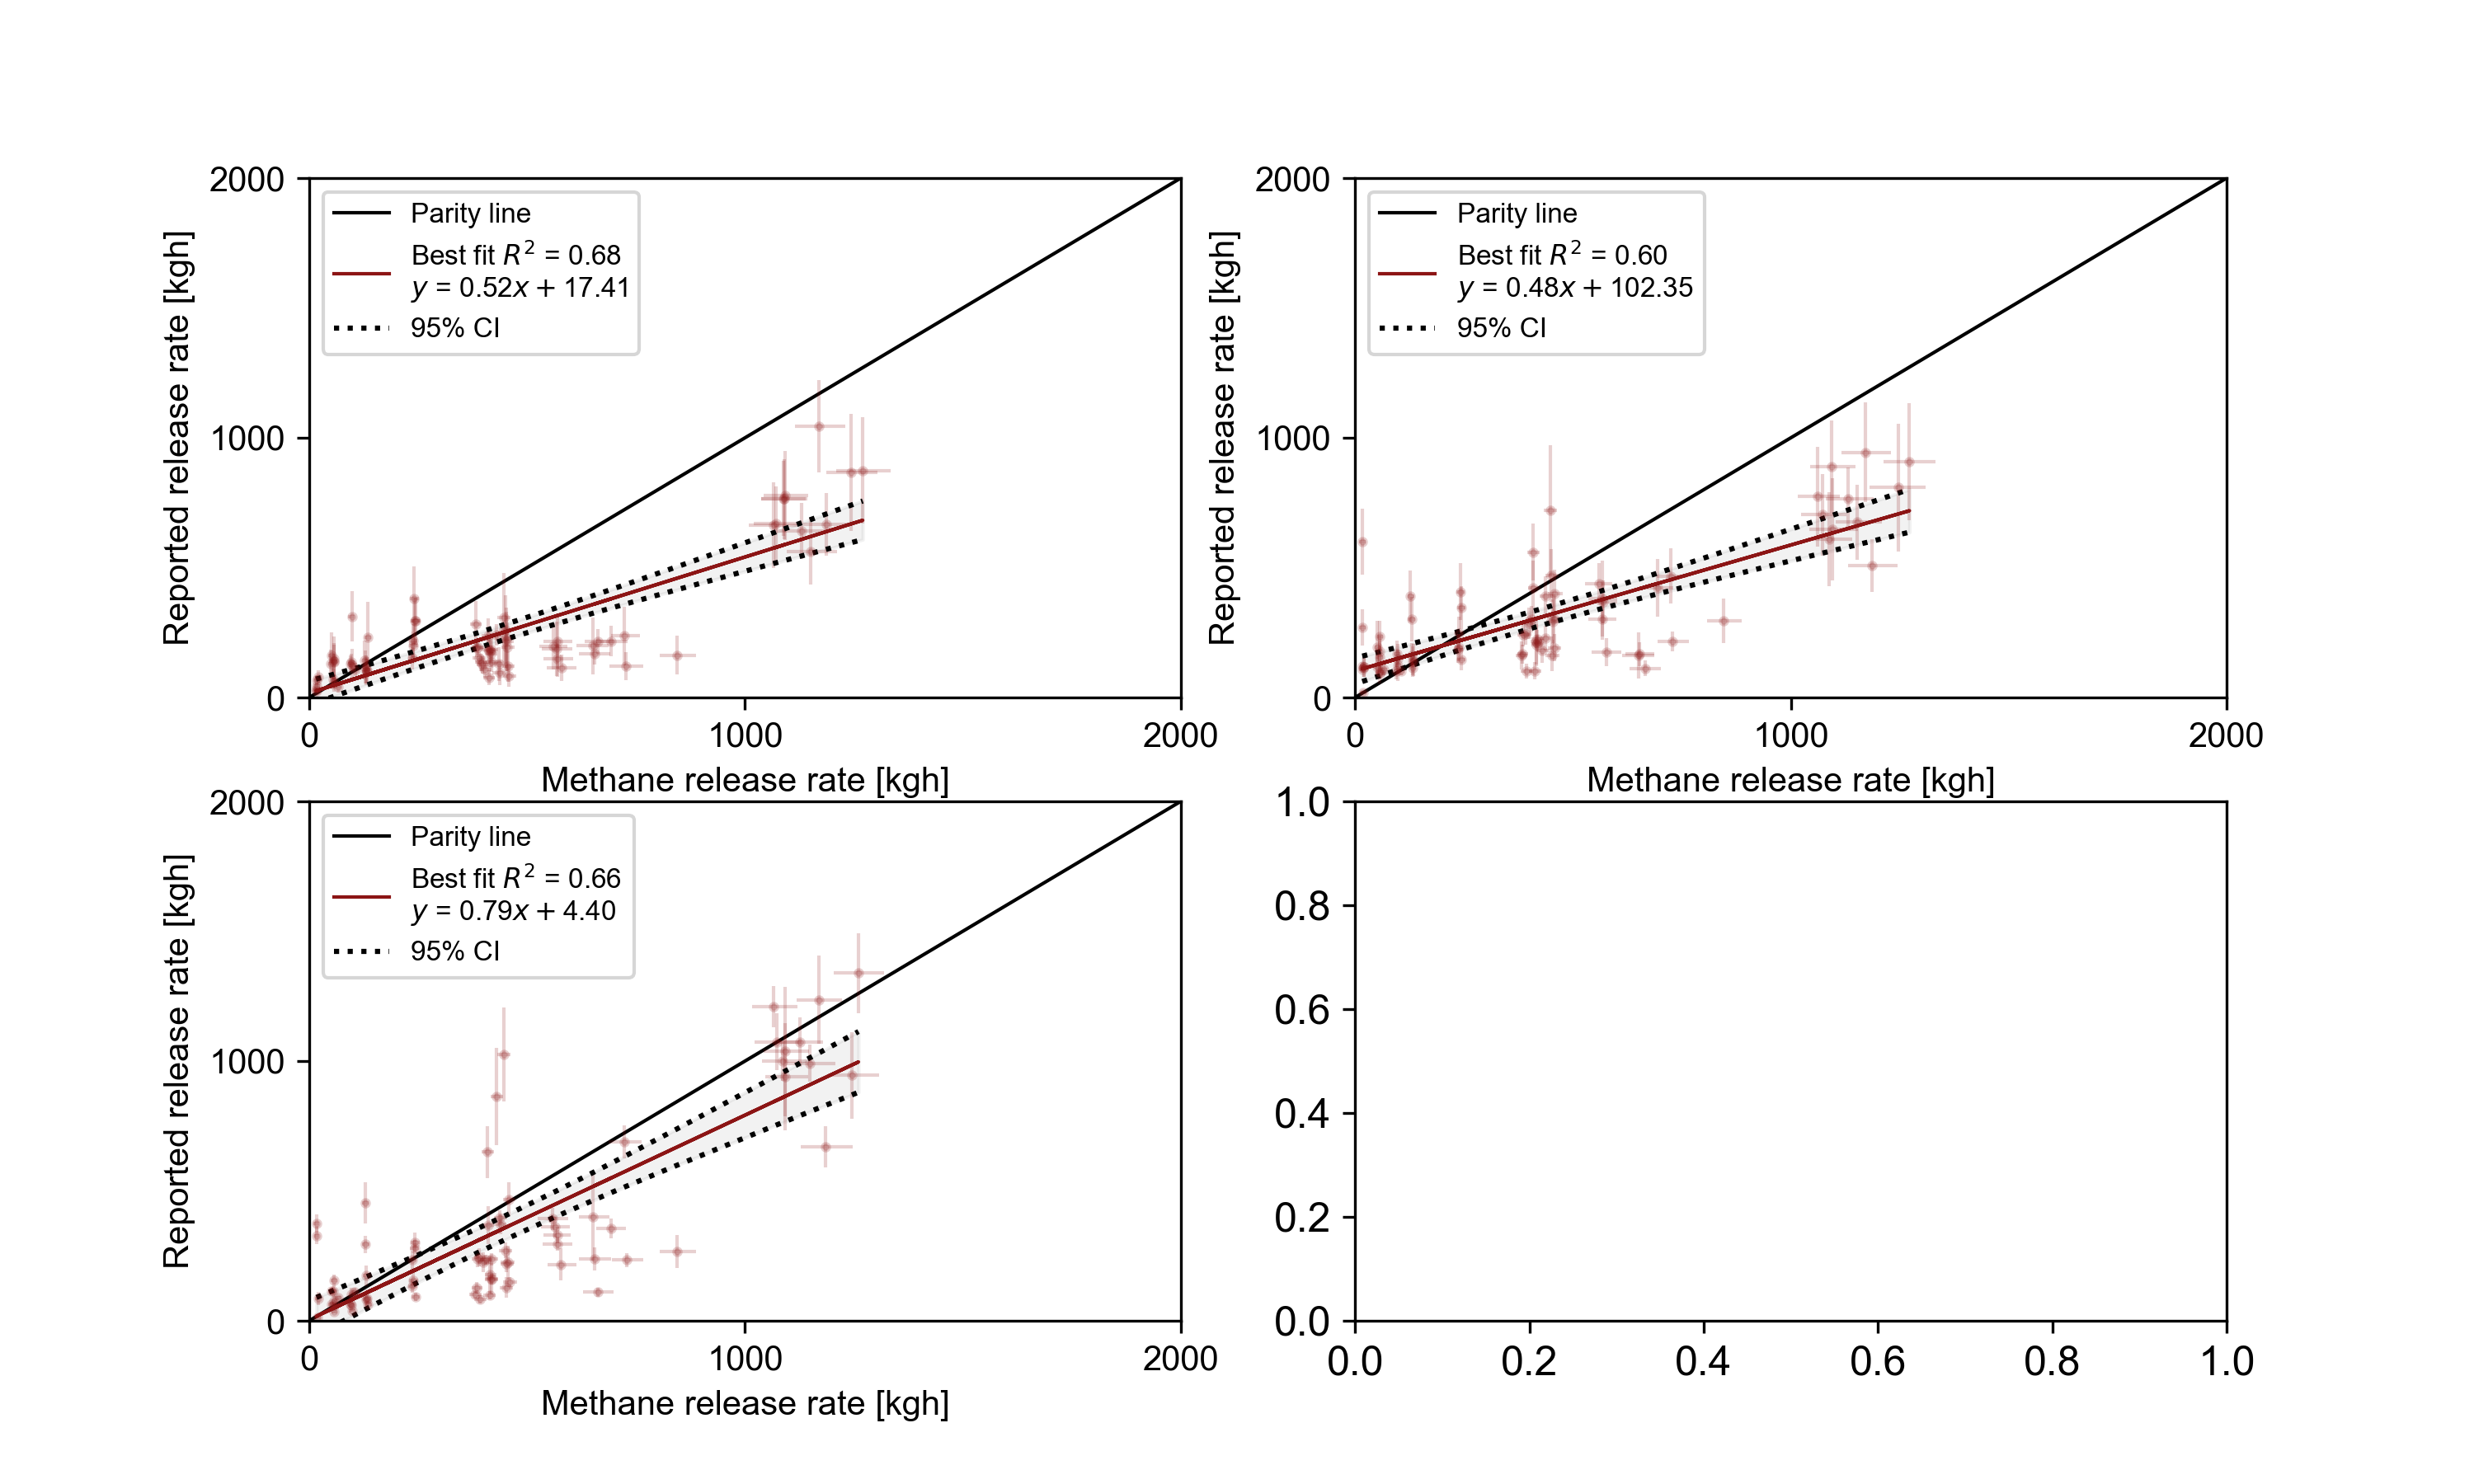 2000
1000
0
Reported release rate [kgh]
Parity line
Best fit R² = 0.68
y = 0.52x + 17.41
95% CI
0
1000
2000
Methane release rate [kgh]
2000
1000
0
Reported release rate [kgh]
Parity line
Best fit R² = 0.60
y = 0.48x + 102.35
95% CI
0
1000
2000
Methane release rate [kgh]
2000
1000
0
Reported release rate [kgh]
Parity line
Best fit R² = 0.66
y = 0.79x + 4.40
95% CI
0
1000
2000
Methane release rate [kgh]
1.0
0.8
0.6
0.4
0.2
0.0
0.0
0.2
0.4
0.6
0.8
1.0